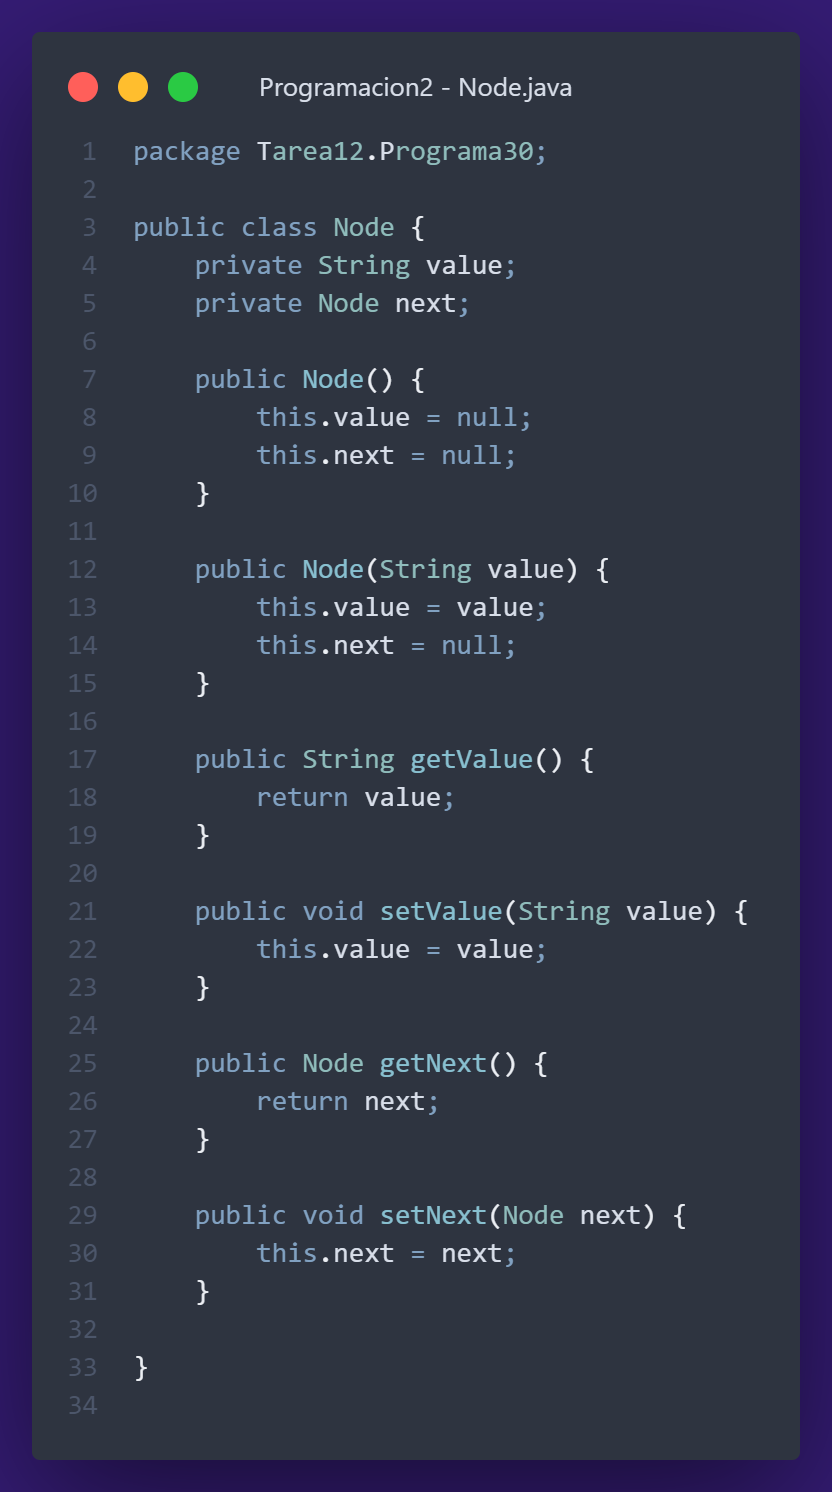 Programacion2 - Node.java
1 package Tarea12.Programa30;
2
3 public class Node {
4     private String value;
5     private Node next;
6
7     public Node() {
8         this.value = null;
9         this.next = null;
10     }
11
12     public Node(String value) {
13         this.value = value;
14         this.next = null;
15     }
16
17     public String getValue() {
18         return value;
19     }
20
21     public void setValue(String value) {
22         this.value = value;
23     }
24
25     public Node getNext() {
26         return next;
27     }
28
29     public void setNext(Node next) {
30         this.next = next;
31     }
32
33 }
34